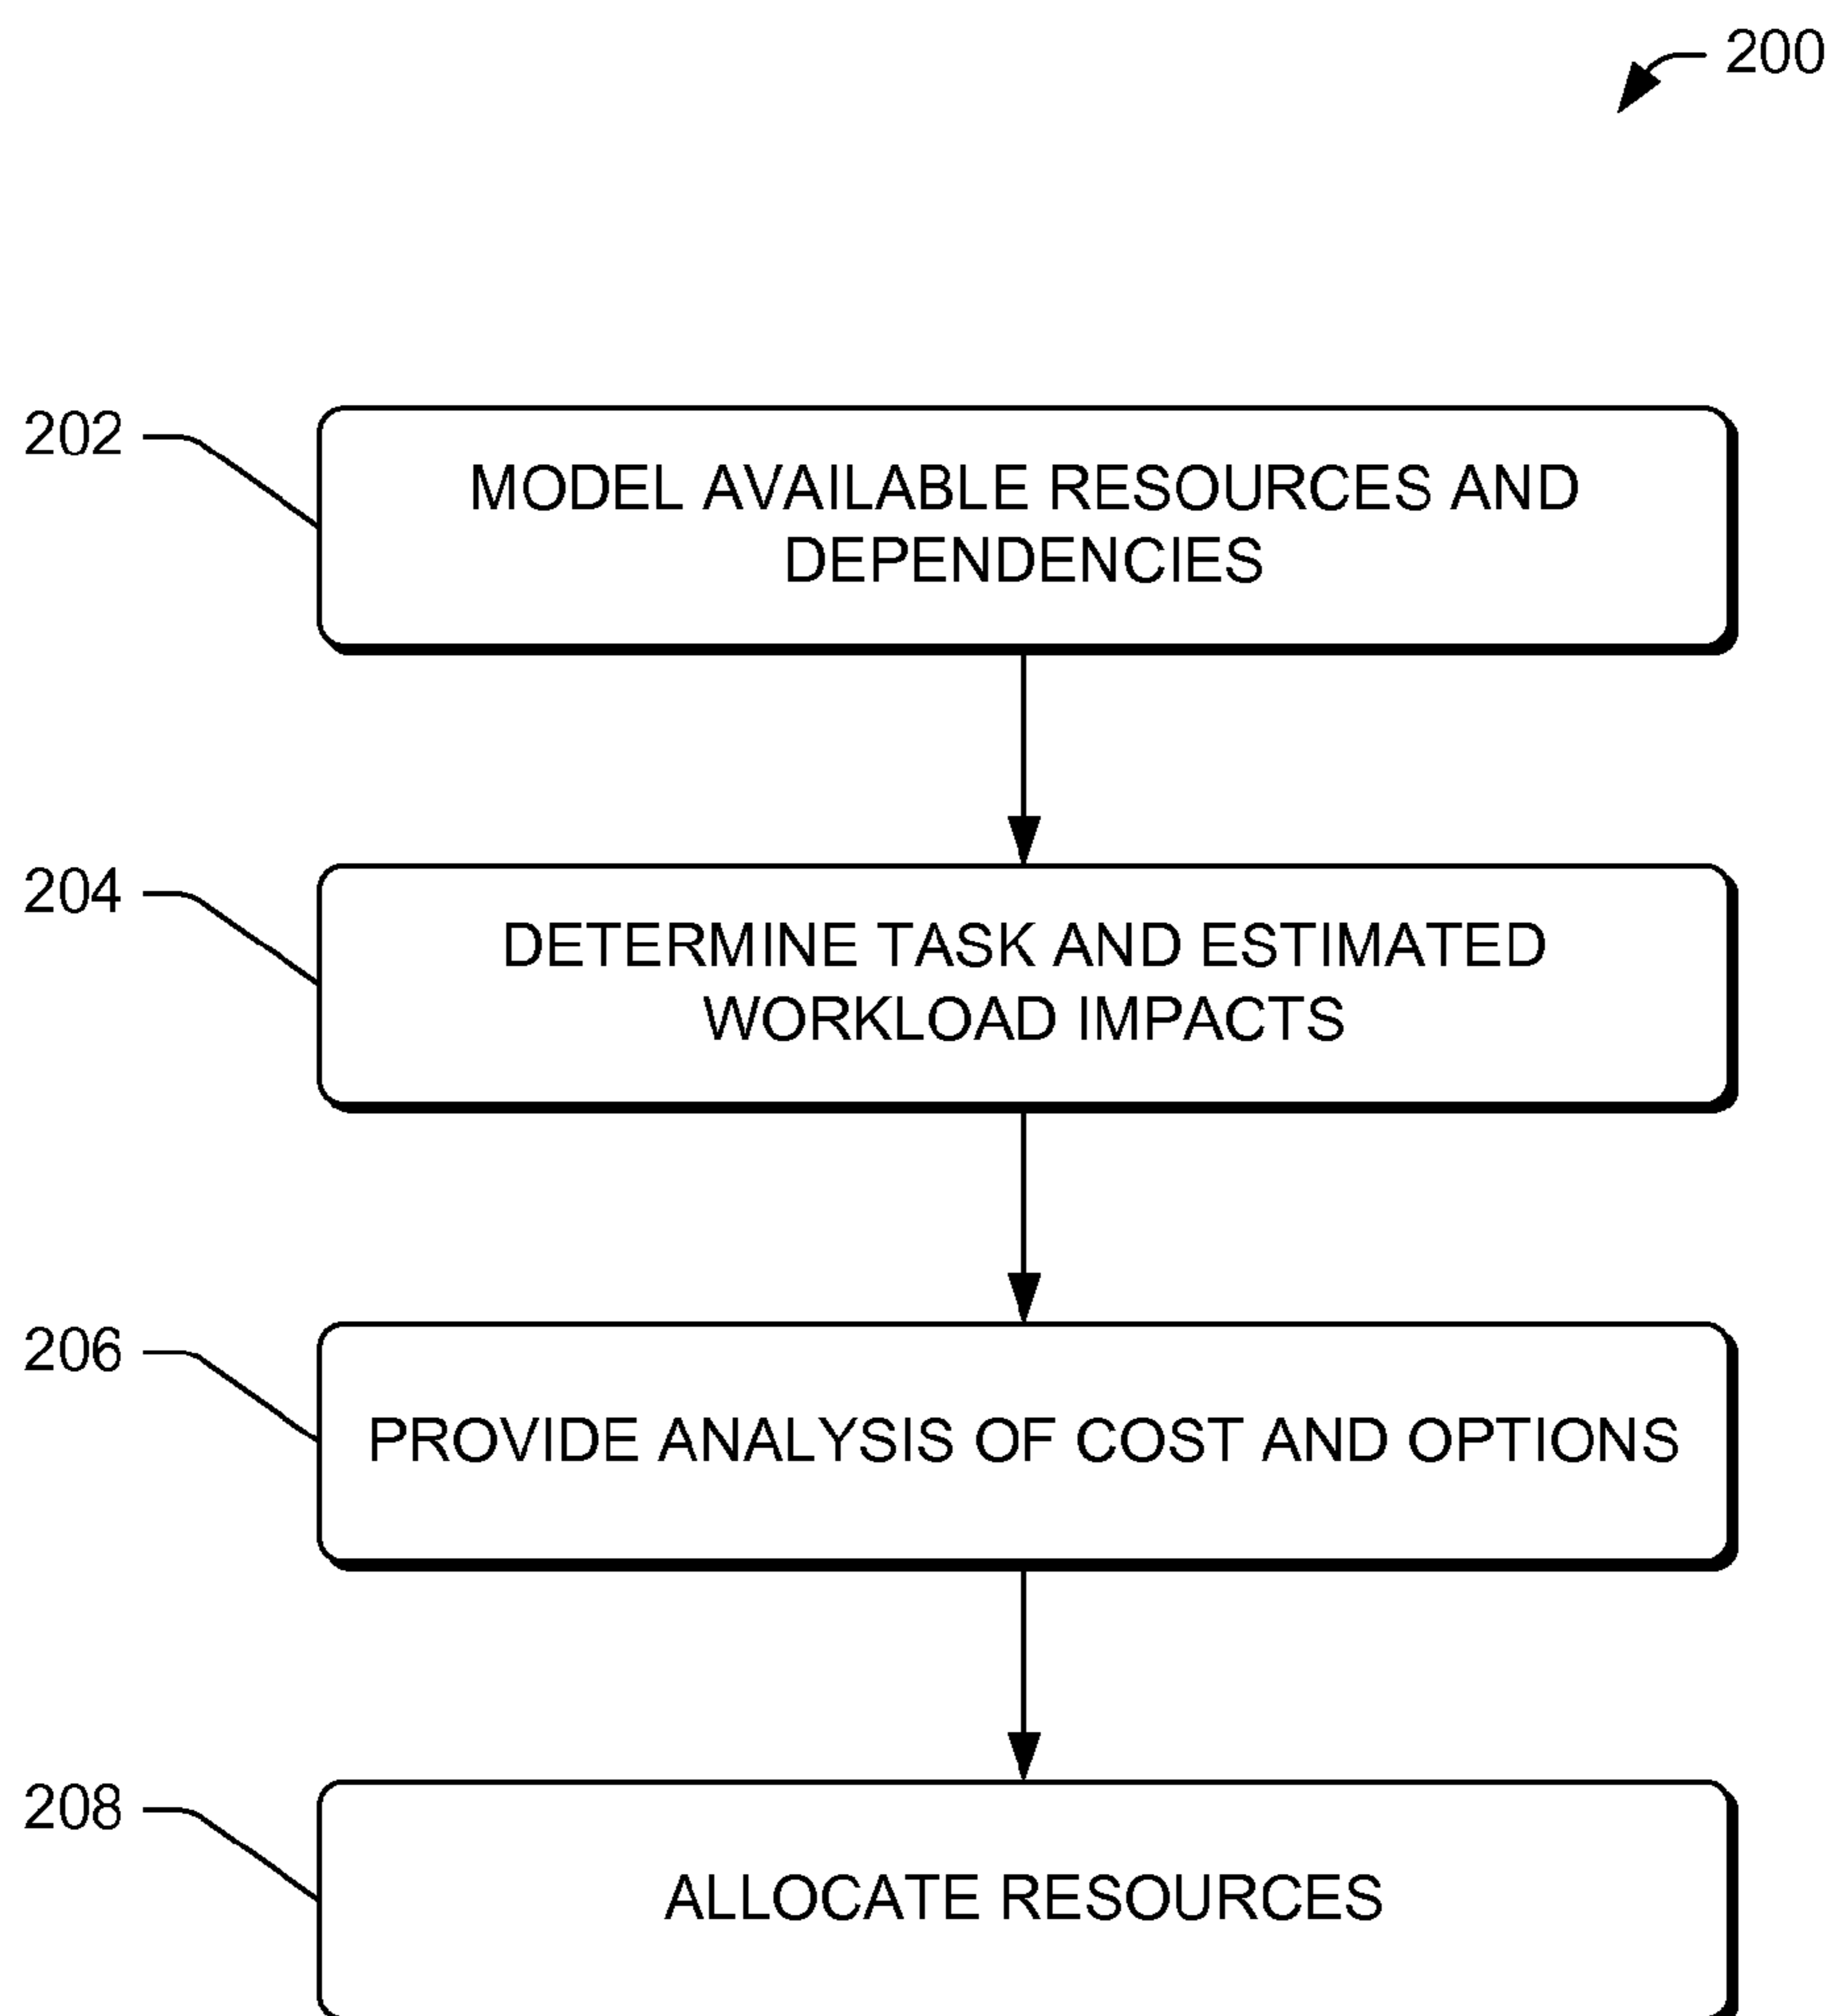 200
202
MODEL AVAILABLE RESOURCES AND
DEPENDENCIES
204
DETERMINE TASK AND ESTIMATED
WORKLOAD IMPACTS
206
PROVIDE ANALYSIS OF COST AND OPTIONS
208
ALLOCATE RESOURCES